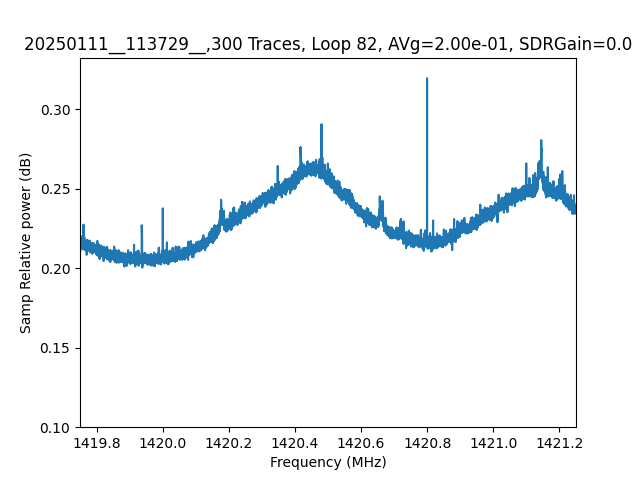 20250111__113729__,300 Traces, Loop 82, AVg=2.00e-01, SDRGain=0.0
Samp Relative power (dB)
0.30
0.25
0.20
0.15
0.10
1419.8 1420.0 1420.2 1420.4 1420.6 1420.8 1421.0 1421.2
Frequency (MHz)